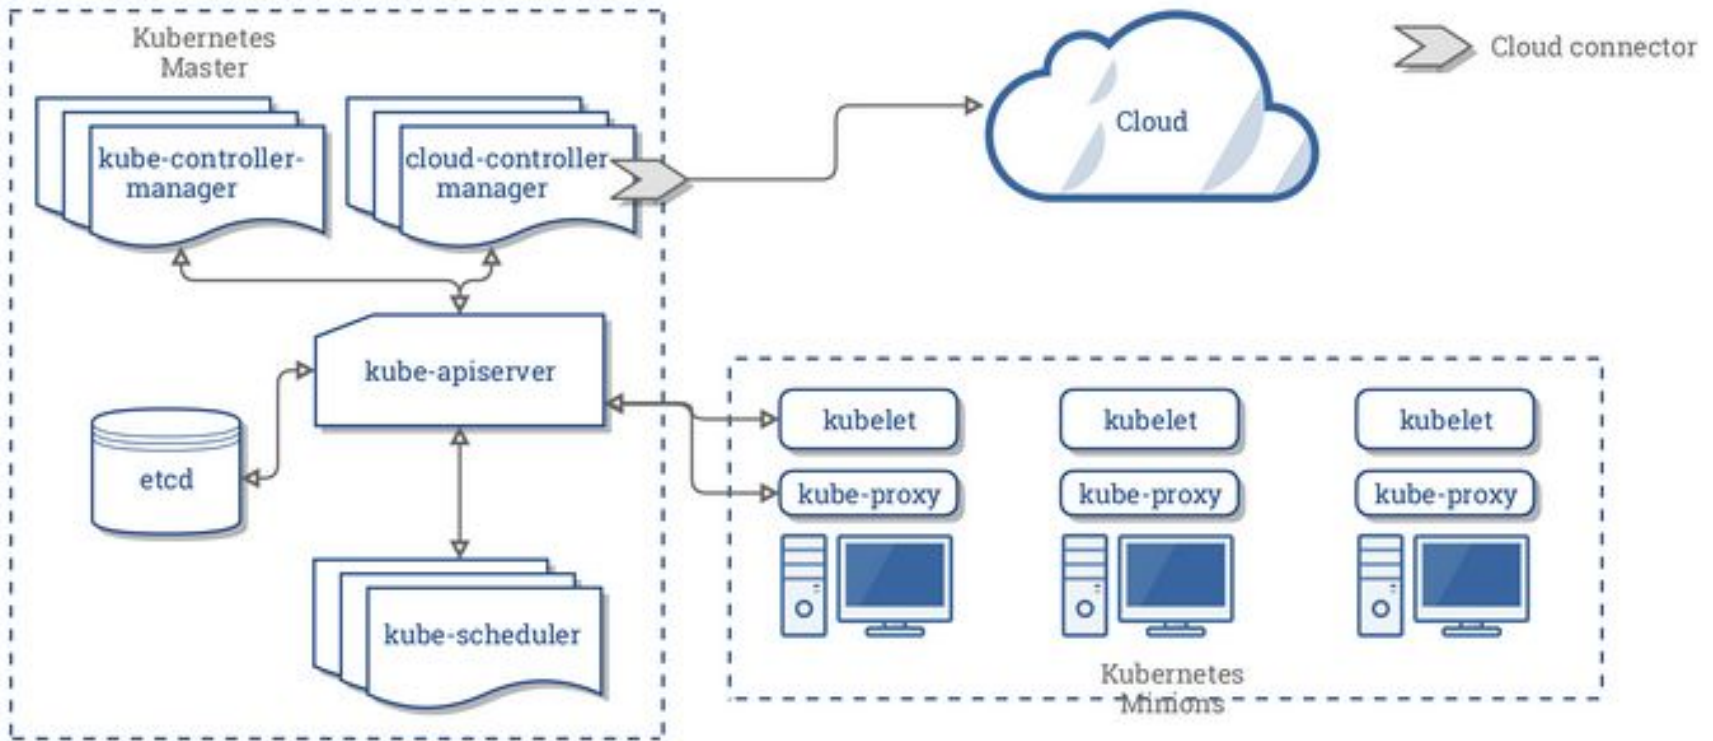 Kubernetes
Master
Cloud connector
kube-controller-
manager
cloud-controller
manager
Cloud
kube-apiserver
etcd
kube-scheduler
kubelet
kubelet
kubelet
kube-proxy
kube-proxy
kube-proxy
Kubernetes
Minions